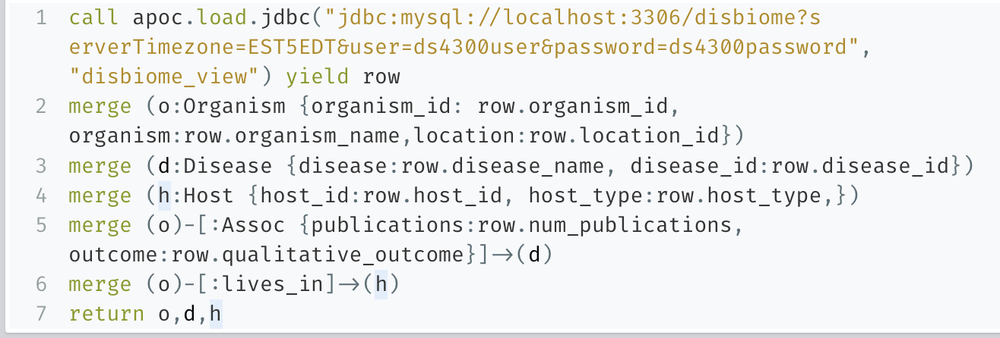 1 call apoc.load.jdbc("jdbc:mysql://localhost:3306/disbiome?s
erverTimezone=EST5EDT&user=ds4300user&password=ds4300password",
"disbiome_view") yield row
2 merge (o:Organism {organism_id: row.organism_id,
organism:row.organism_name,location:row.location_id})
3 merge (d:Disease {disease:row.disease_name, disease_id:row.disease_id})
4 merge (h:Host {host_id:row.host_id, host_type:row.host_type,})
5 merge (o)-[:Assoc {publications:row.num_publications,
outcome:row.qualitative_outcome}]->(d)
6 merge (o)-[:lives_in]->(h)
7 return o,d,h